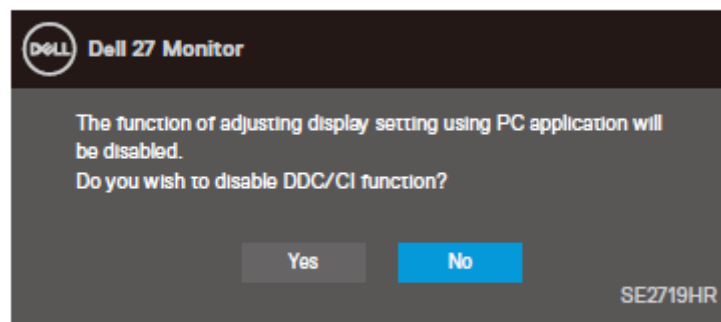 DELL Dell 27 Monitor
The function of adjusting display setting using PC application will
be disabled.
Do you wish to disable DDC/CI function?
Yes No
SE2719HR